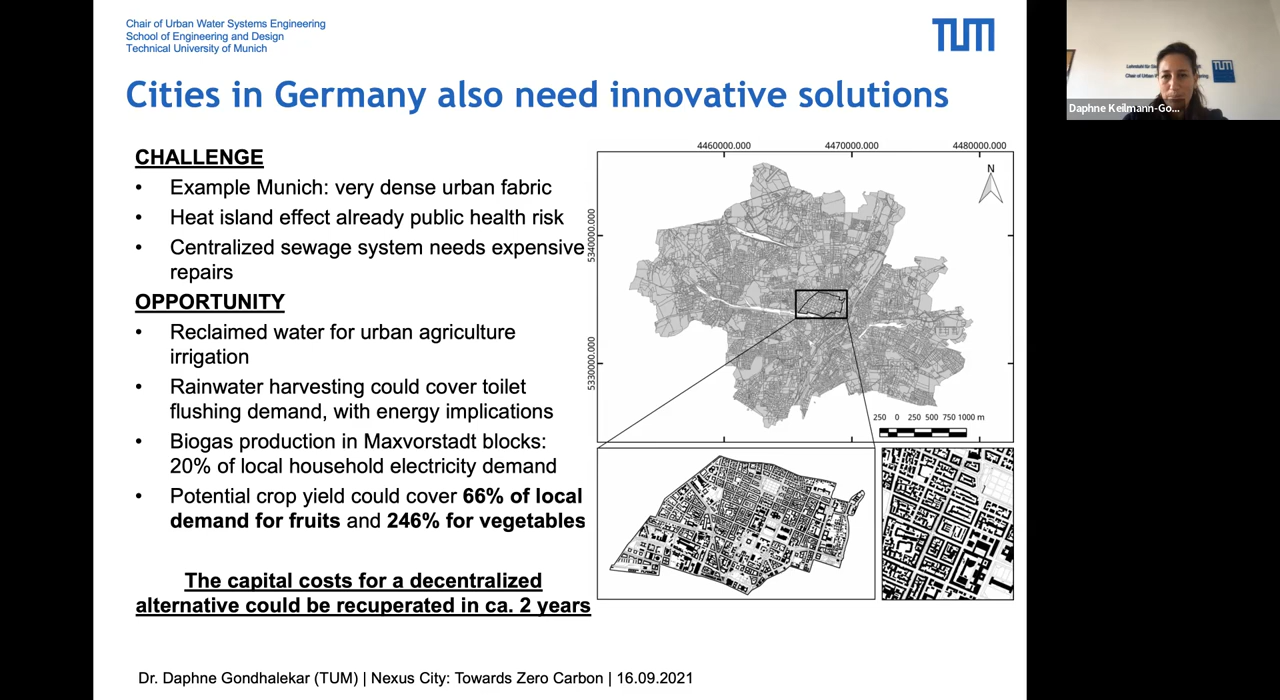 Chair of Urban Water Systems Engineering
School of Engineering and Design
Technical University of Munich
TUM
Cities in Germany also need innovative solutions
CHALLENGE
• Example Munich: very dense urban fabric
• Heat island effect already public health risk
• Centralized sewage system needs expensive
repairs
OPPORTUNITY
• Reclaimed water for urban agriculture
irrigation
• Rainwater harvesting could cover toilet
flushing demand, with energy implications
• Biogas production in Maxvorstadt blocks:
20% of local household electricity demand
• Potential crop yield could cover 66% of local
demand for fruits and 246% for vegetables
The capital costs for a decentralized
alternative could be recuperated in ca. 2 years
4460000.000 4470000.000 4480000.000
5340000.000
5330000.000
N
250 0 250 500 750 1000 m
Dr. Daphne Gondhalekar (TUM) | Nexus City: Towards Zero Carbon | 16.09.2021
TUM
Chair of Urban
Daphne Keilmann-Go...